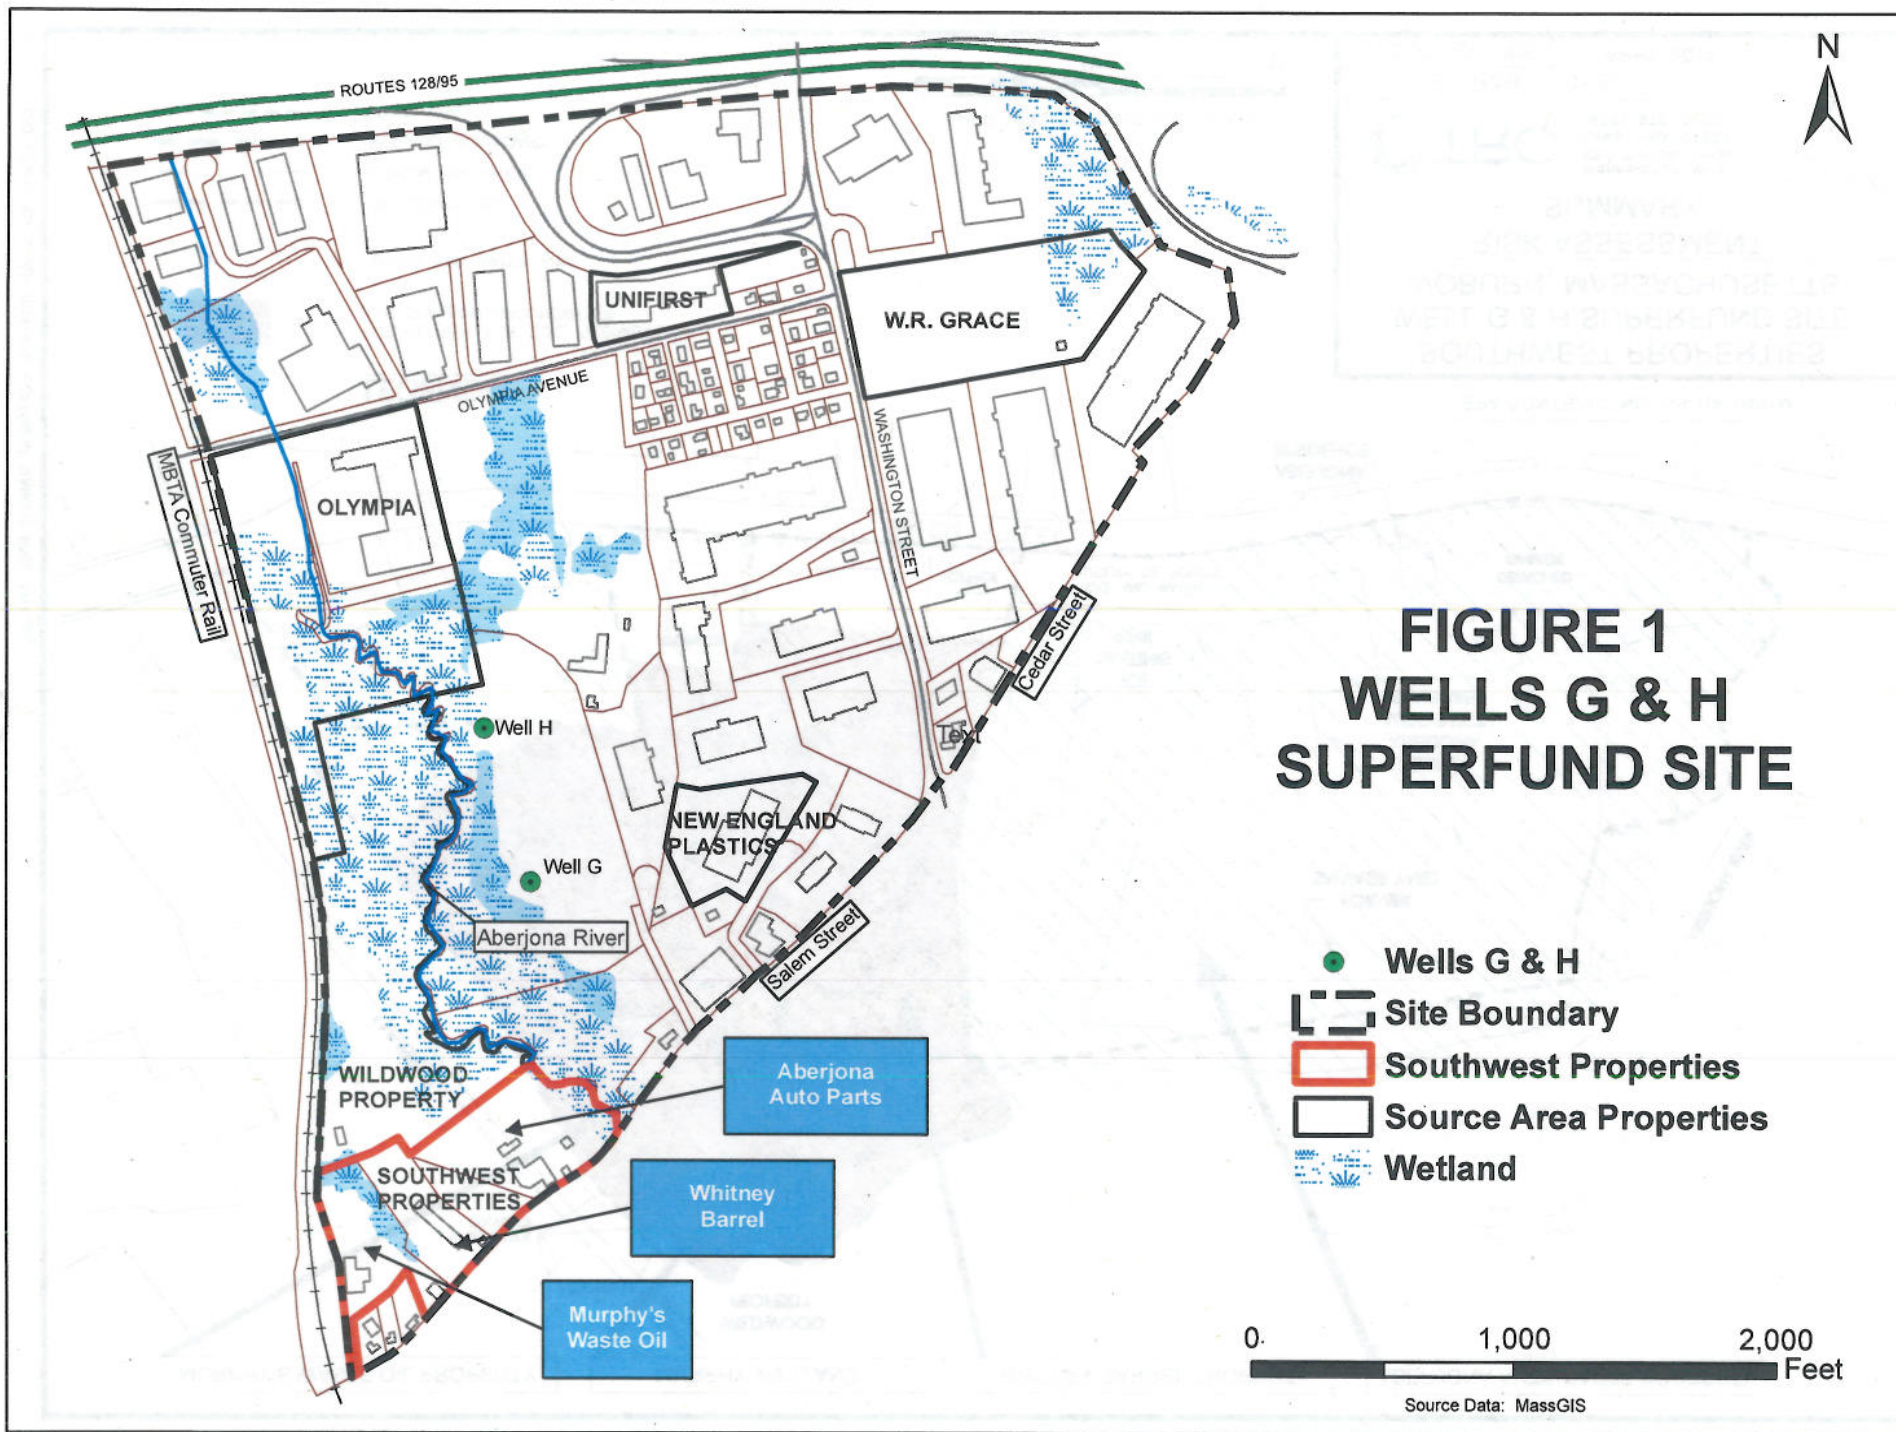 N
ROUTES 128/95
UNIFIRST
W.R. GRACE
OLYMPIA AVENUE
OLYMPIA
WASHINGTON STREET
MBTA Commuter Rail
Cedar Street
FIGURE 1
WELLS G & H
SUPERFUND SITE
Well H
Text
NEW ENGLAND
PLASTICS
Well G
Aberjona River
Salem Street
Wells G & H
Site Boundary
Southwest Properties
Source Area Properties
Wetland
WILDWOOD
PROPERTY
Aberjona
Auto Parts
SOUTHWEST
PROPERTIES
Whitney
Barrel
Murphy's
Waste Oil
0 1,000 2,000
Feet
Source Data: MassGIS